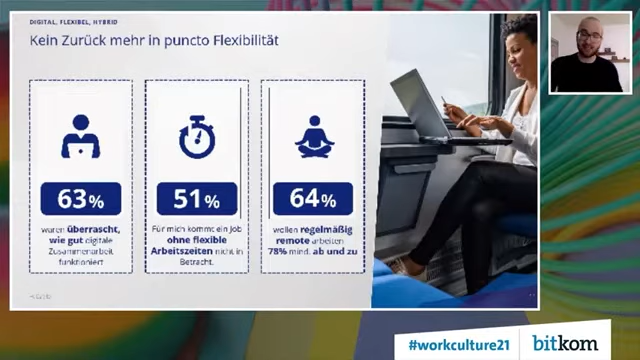 DIGITAL, FLEXIBEL, HYBRID
Kein Zurück mehr in puncto Flexibilität
63%
waren überrascht,
wie gut digitale
Zusammenarbeit
funktioniert
51%
Für mich kommt ein Job
ohne flexible
Arbeitszeiten nicht in
Betracht.
64%
wollen regelmäßig
remote arbeiten
78% mind. ab und zu
#workculture21
bitkom